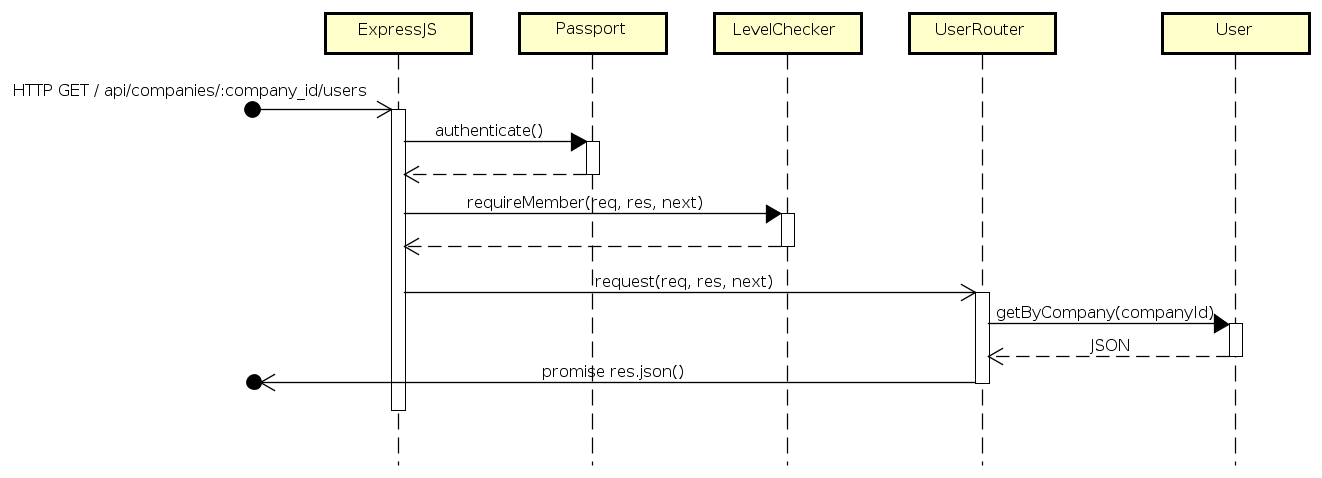 ExpressJS
Passport
LevelChecker
UserRouter
User
HTTP GET / api/companies/:company_id/users
authenticate()
requireMember(req, res, next)
request(req, res, next)
getByCompany(companyId)
JSON
promise res.json()